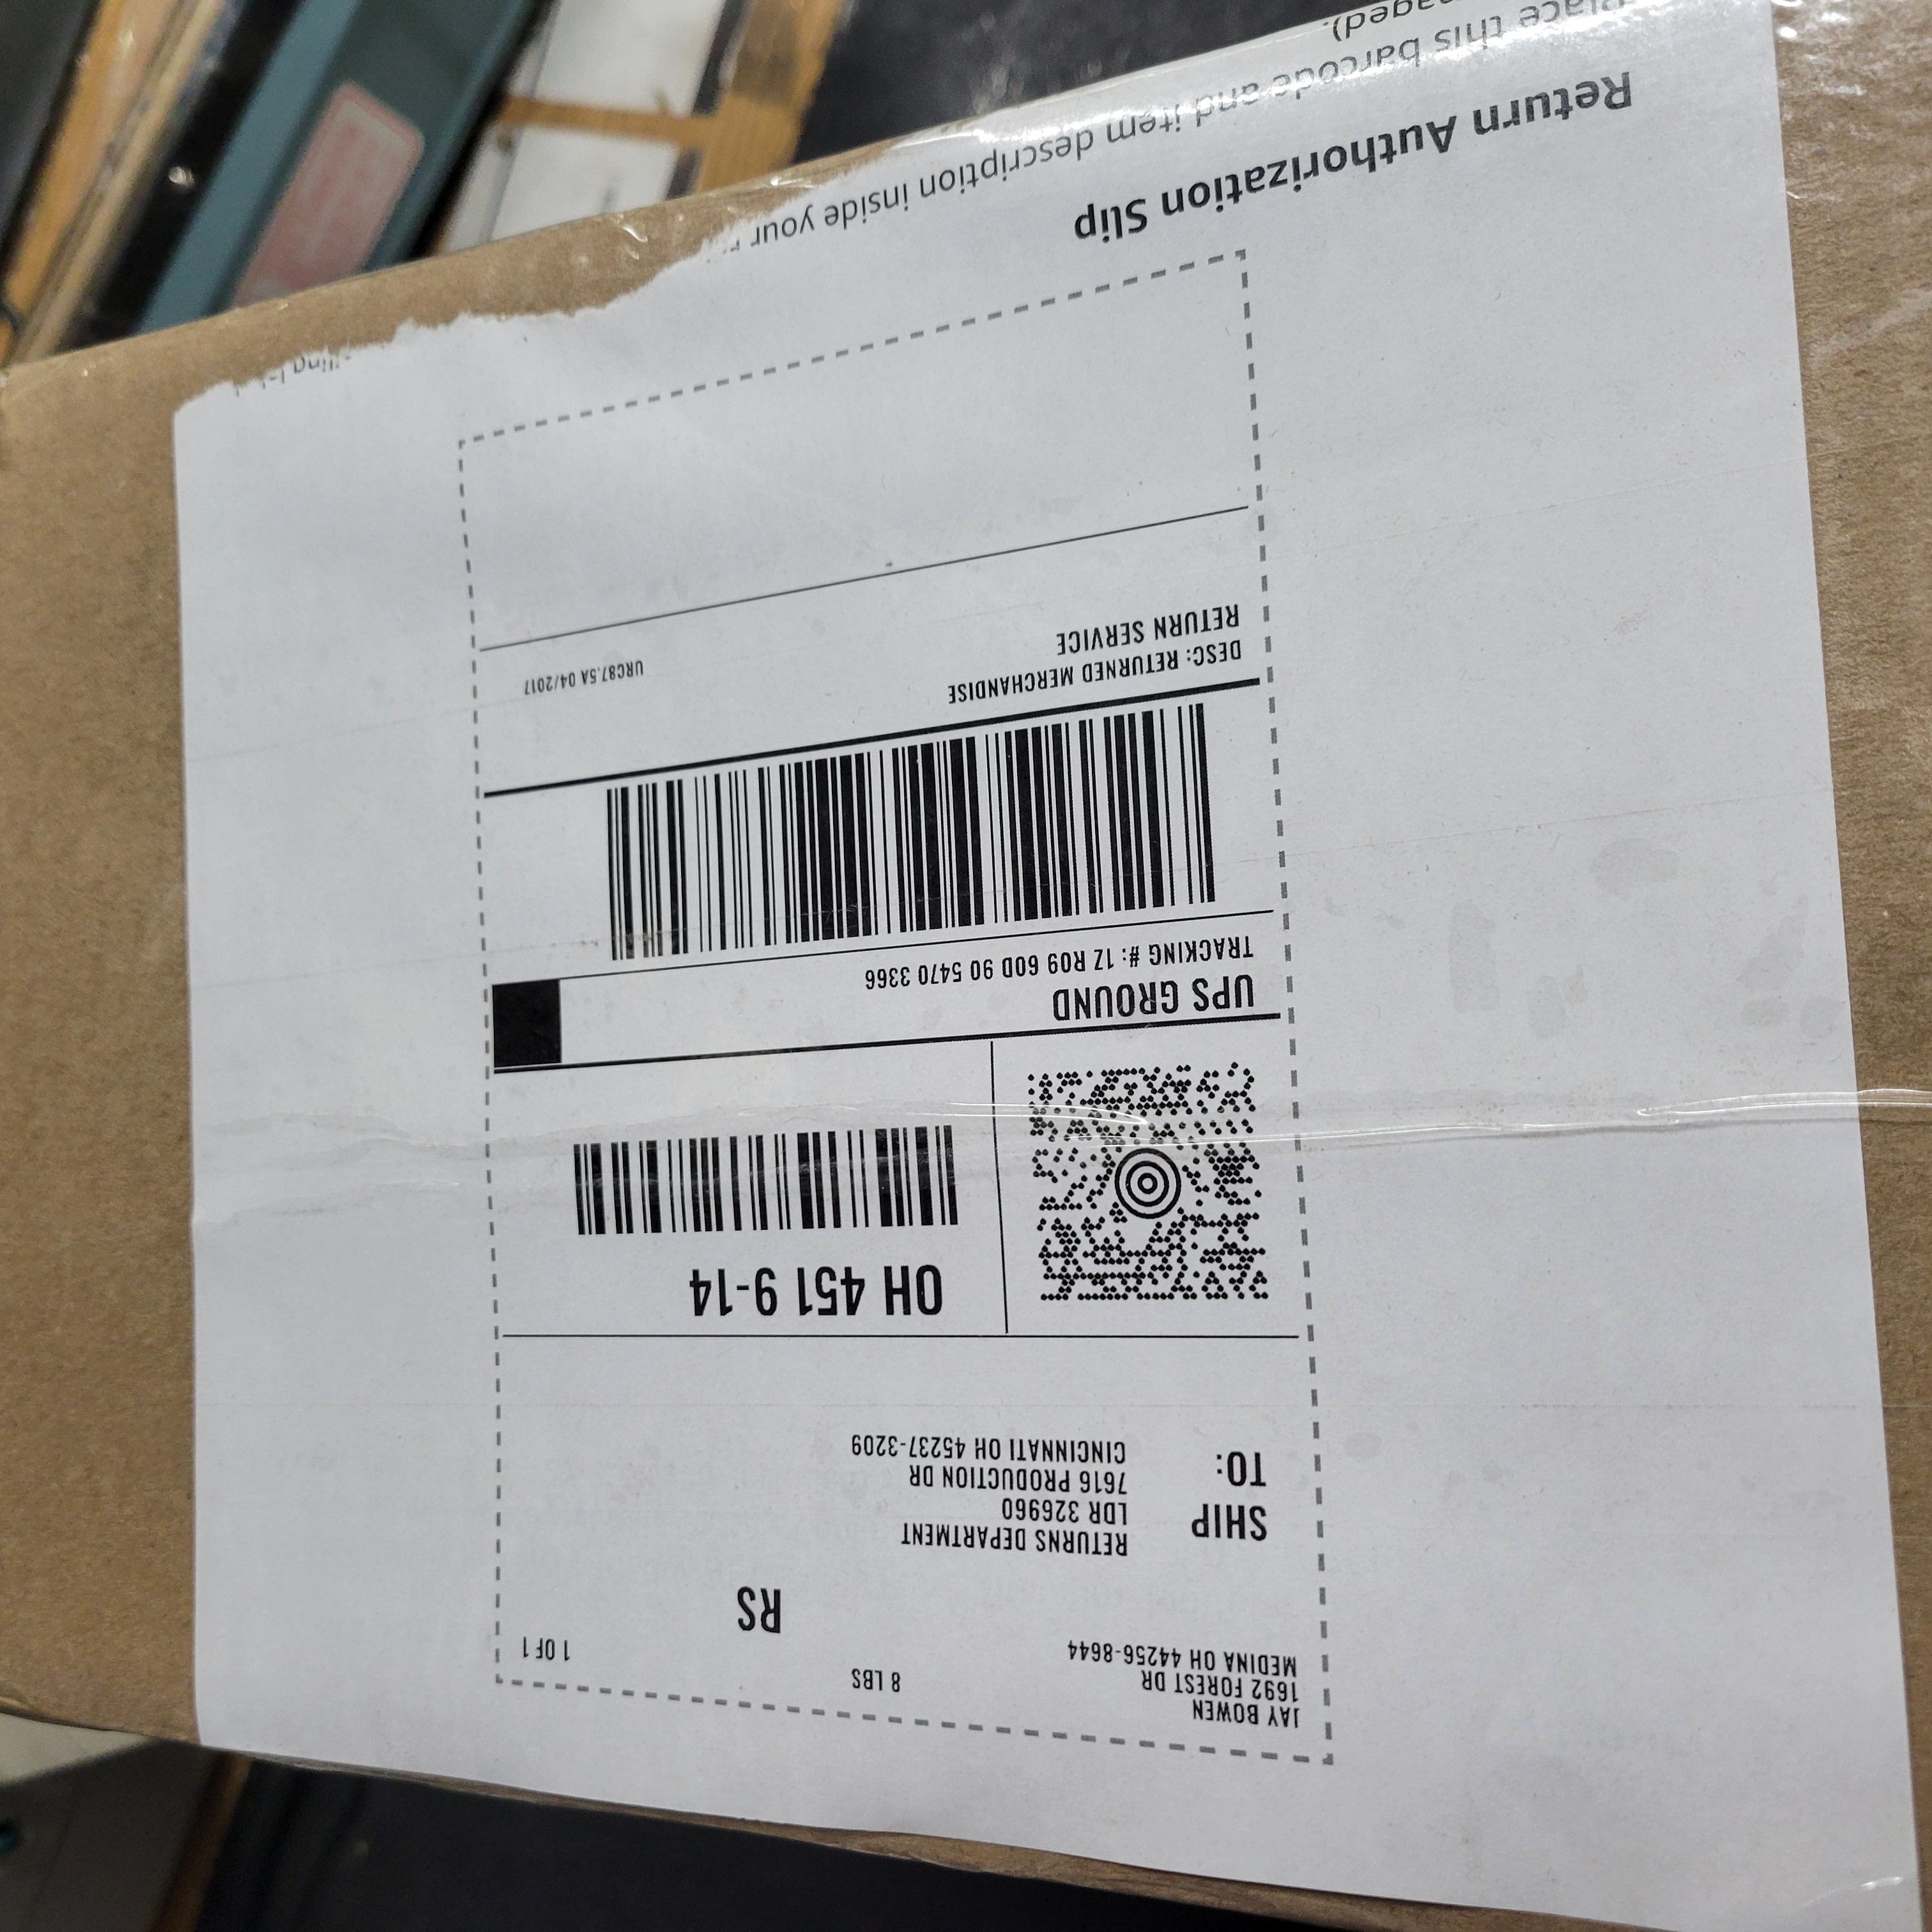 JAY BOWEN
1692 FOREST DR
MEDINA OH 44256-8644
8 LBS
1 OF 1
RS
SHIP
TO:
RETURNS DEPARTMENT
LDR 326960
7616 PRODUCTION DR
CINCINNATI OH 45237-3209
OH 451 9-14
UPS GROUND
TRACKING #: 1Z R09 60D 90 5470 3366
DESC: RETURNED MERCHANDISE
RETURN SERVICE
URC87.5A 04/2017
Return Authorization Slip
Place this barcode and item description inside your